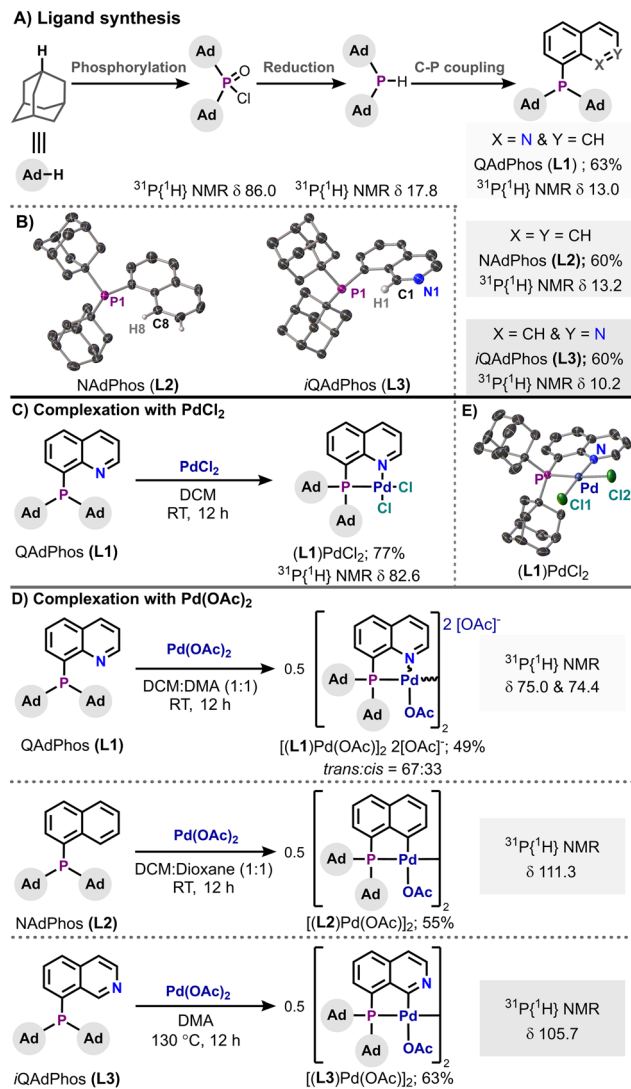 A) Ligand synthesis
H
Ad–H
Phosphorylation
Ad
P
O
Cl
Ad
Reduction
Ad
P–H
Ad
C-P coupling
X=Y
P
Ad Ad
³¹P{¹H} NMR δ 86.0
³¹P{¹H} NMR δ 17.8
X = N & Y = CH
QAdPhos (L1) ; 63%
³¹P{¹H} NMR δ 13.0
X = Y = CH
NAdPhos (L2); 60%
³¹P{¹H} NMR δ 13.2
X = CH & Y = N
iQAdPhos (L3); 60%
³¹P{¹H} NMR δ 10.2
B)
P1
H8
C8
NAdPhos (L2)
P1
H1
C1
N1
iQAdPhos (L3)
C) Complexation with PdCl₂
N
P
Ad Ad
QAdPhos (L1)
PdCl₂
DCM
RT, 12 h
N
Ad P Pd Cl
Ad Cl
(L1)PdCl₂; 77%
³¹P{¹H} NMR δ 82.6
E)
N
P
Pd
Cl1
Cl2
(L1)PdCl₂
D) Complexation with Pd(OAc)₂
N
P
Ad Ad
QAdPhos (L1)
Pd(OAc)₂
DCM:DMA (1:1)
RT, 12 h
0.5
2 [OAc]⁻
N
Ad P Pd
Ad OAc
2
[(L1)Pd(OAc)]₂ 2[OAc]⁻; 49%
trans:cis = 67:33
³¹P{¹H} NMR
δ 75.0 & 74.4
P
Ad Ad
NAdPhos (L2)
Pd(OAc)₂
DCM:Dioxane (1:1)
RT, 12 h
0.5
Ad P Pd
Ad OAc
2
[(L2)Pd(OAc)]₂; 55%
³¹P{¹H} NMR
δ 111.3
N
P
Ad Ad
iQAdPhos (L3)
Pd(OAc)₂
DMA
130 °C, 12 h
0.5
N
Ad P Pd
Ad OAc
2
[(L3)Pd(OAc)]₂; 63%
³¹P{¹H} NMR
δ 105.7